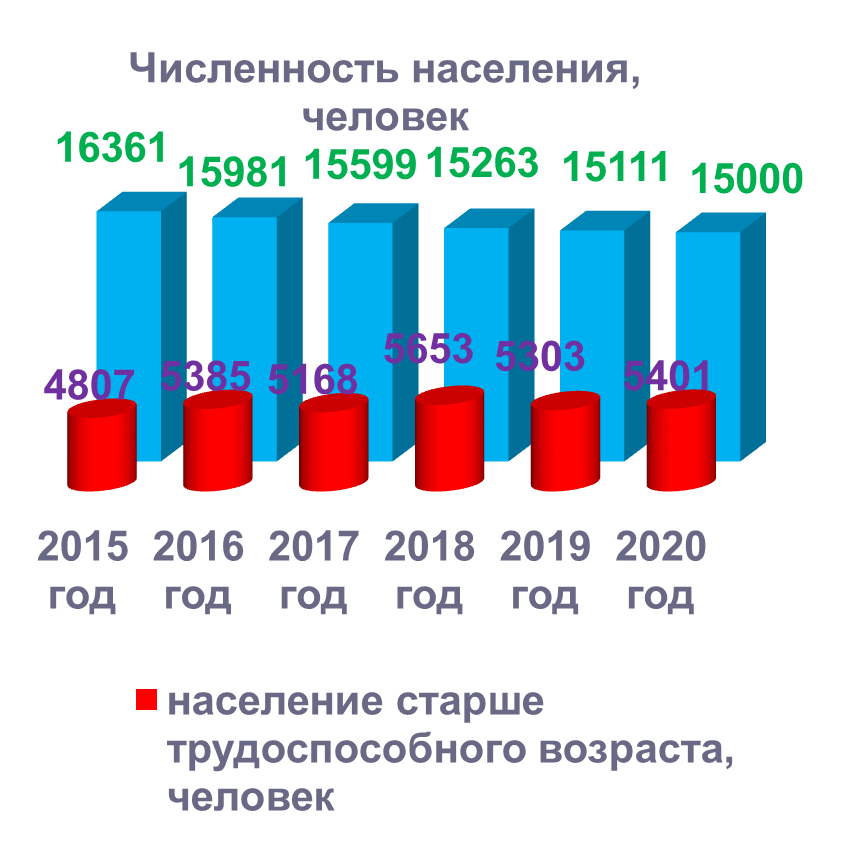 Численность населения,
человек
16361 15981 15599 15263 15111 15000
4807 5385 5168 5653 5303 5401
2015 2016 2017 2018 2019 2020
год год год год год год
население старше
трудоспособного возраста,
человек